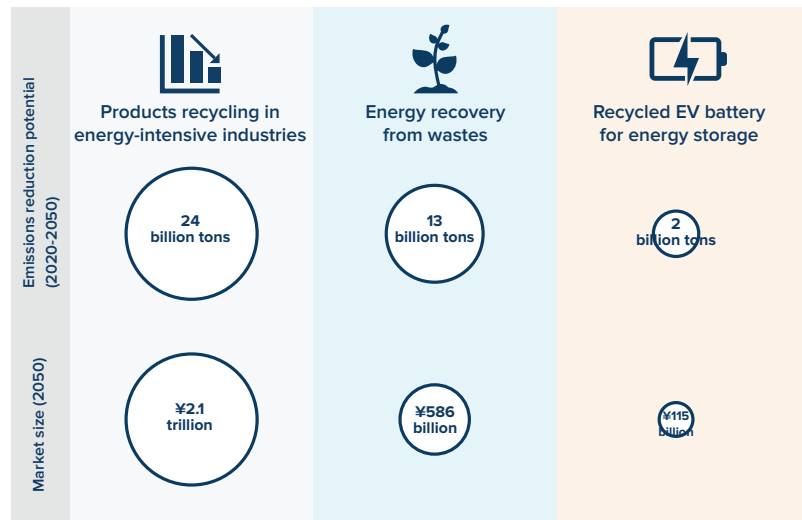 Products recycling in
energy-intensive industries
Energy recovery
from wastes
Recycled EV battery
for energy storage
Emissions reduction potential
(2020-2050)
24
billion tons
13
billion tons
2
billion tons
Market size (2050)
¥2.1
trillion
¥586
billion
¥115
billion